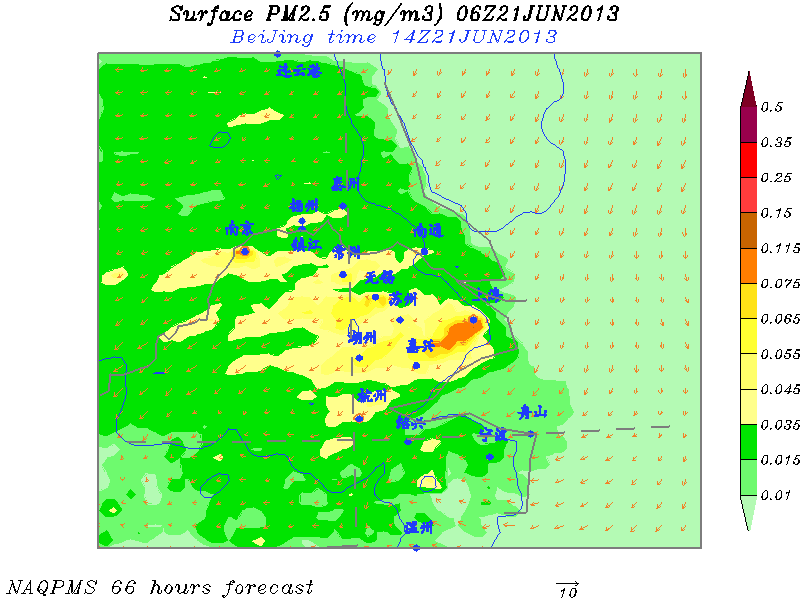 Surface PM2.5 (mg/m3) 06Z21JUN2013
BeiJing time 14Z21JUN2013
连云港
0.5
0.35
0.25
0.15
0.115
0.075
0.065
0.055
0.045
0.035
0.015
0.01
扬州
南京
镇江
常州
南通
无锡
苏州
上海
湖州
嘉兴
杭州
绍兴
宁波
舟山
温州
NAQPMS 66 hours forecast
10